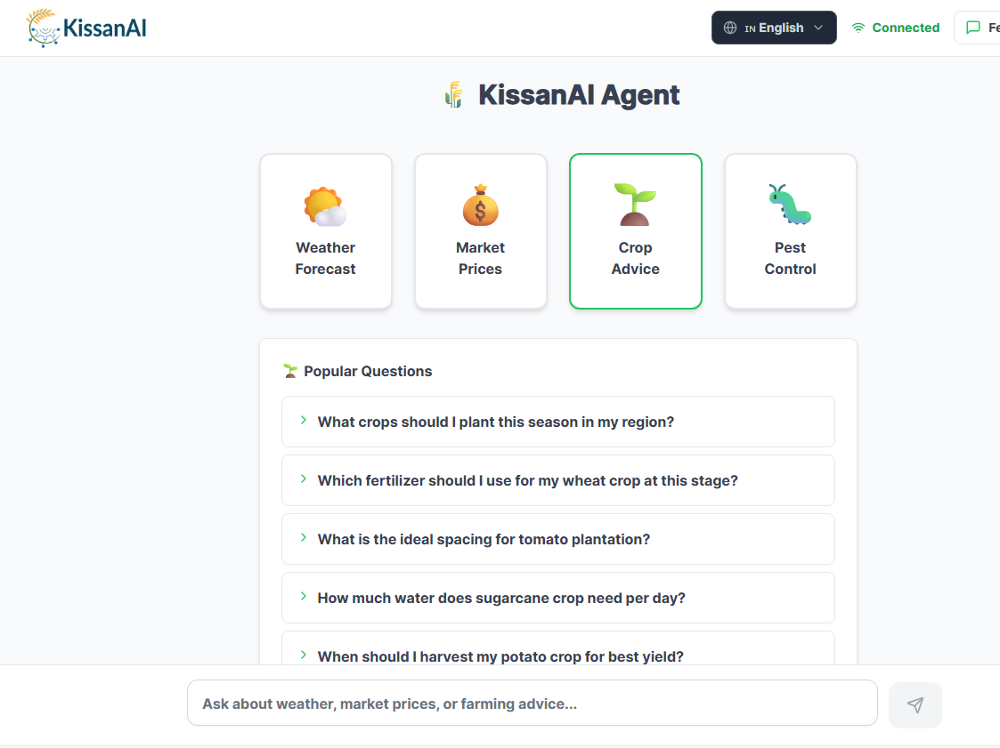 KissanAI
IN English
Connected
Fe
KissanAI Agent
Weather
Forecast
Market
Prices
Crop
Advice
Pest
Control
Popular Questions
What crops should I plant this season in my region?
Which fertilizer should I use for my wheat crop at this stage?
What is the ideal spacing for tomato plantation?
How much water does sugarcane crop need per day?
When should I harvest my potato crop for best yield?
Ask about weather, market prices, or farming advice...